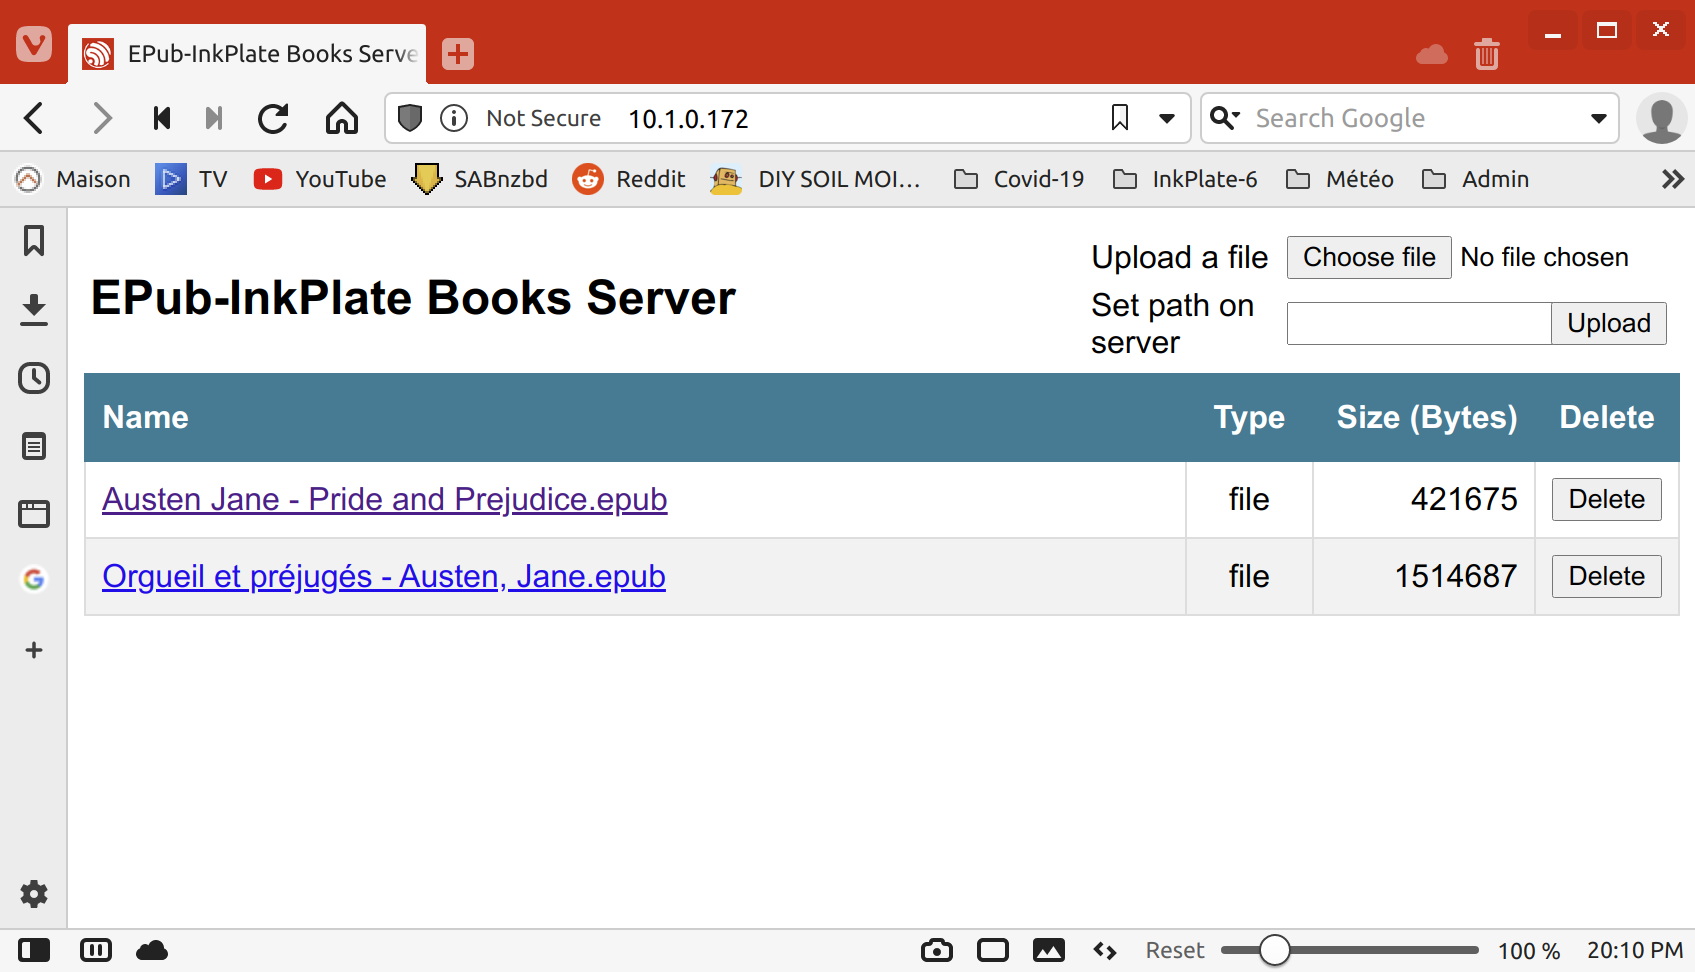 EPub-InkPlate Books Serve
Not Secure 10.1.0.172 Search Google
Maison TV YouTube SABnzbd Reddit DIY SOIL MOI... Covid-19 InkPlate-6 Météo Admin
EPub-InkPlate Books Server
Upload a file Choose file No file chosen
Set path on
server
Upload
Name Type Size (Bytes) Delete
Austen Jane - Pride and Prejudice.epub file 421675 Delete
Orgueil et préjugés - Austen, Jane.epub file 1514687 Delete
Reset 100 % 20:10 PM